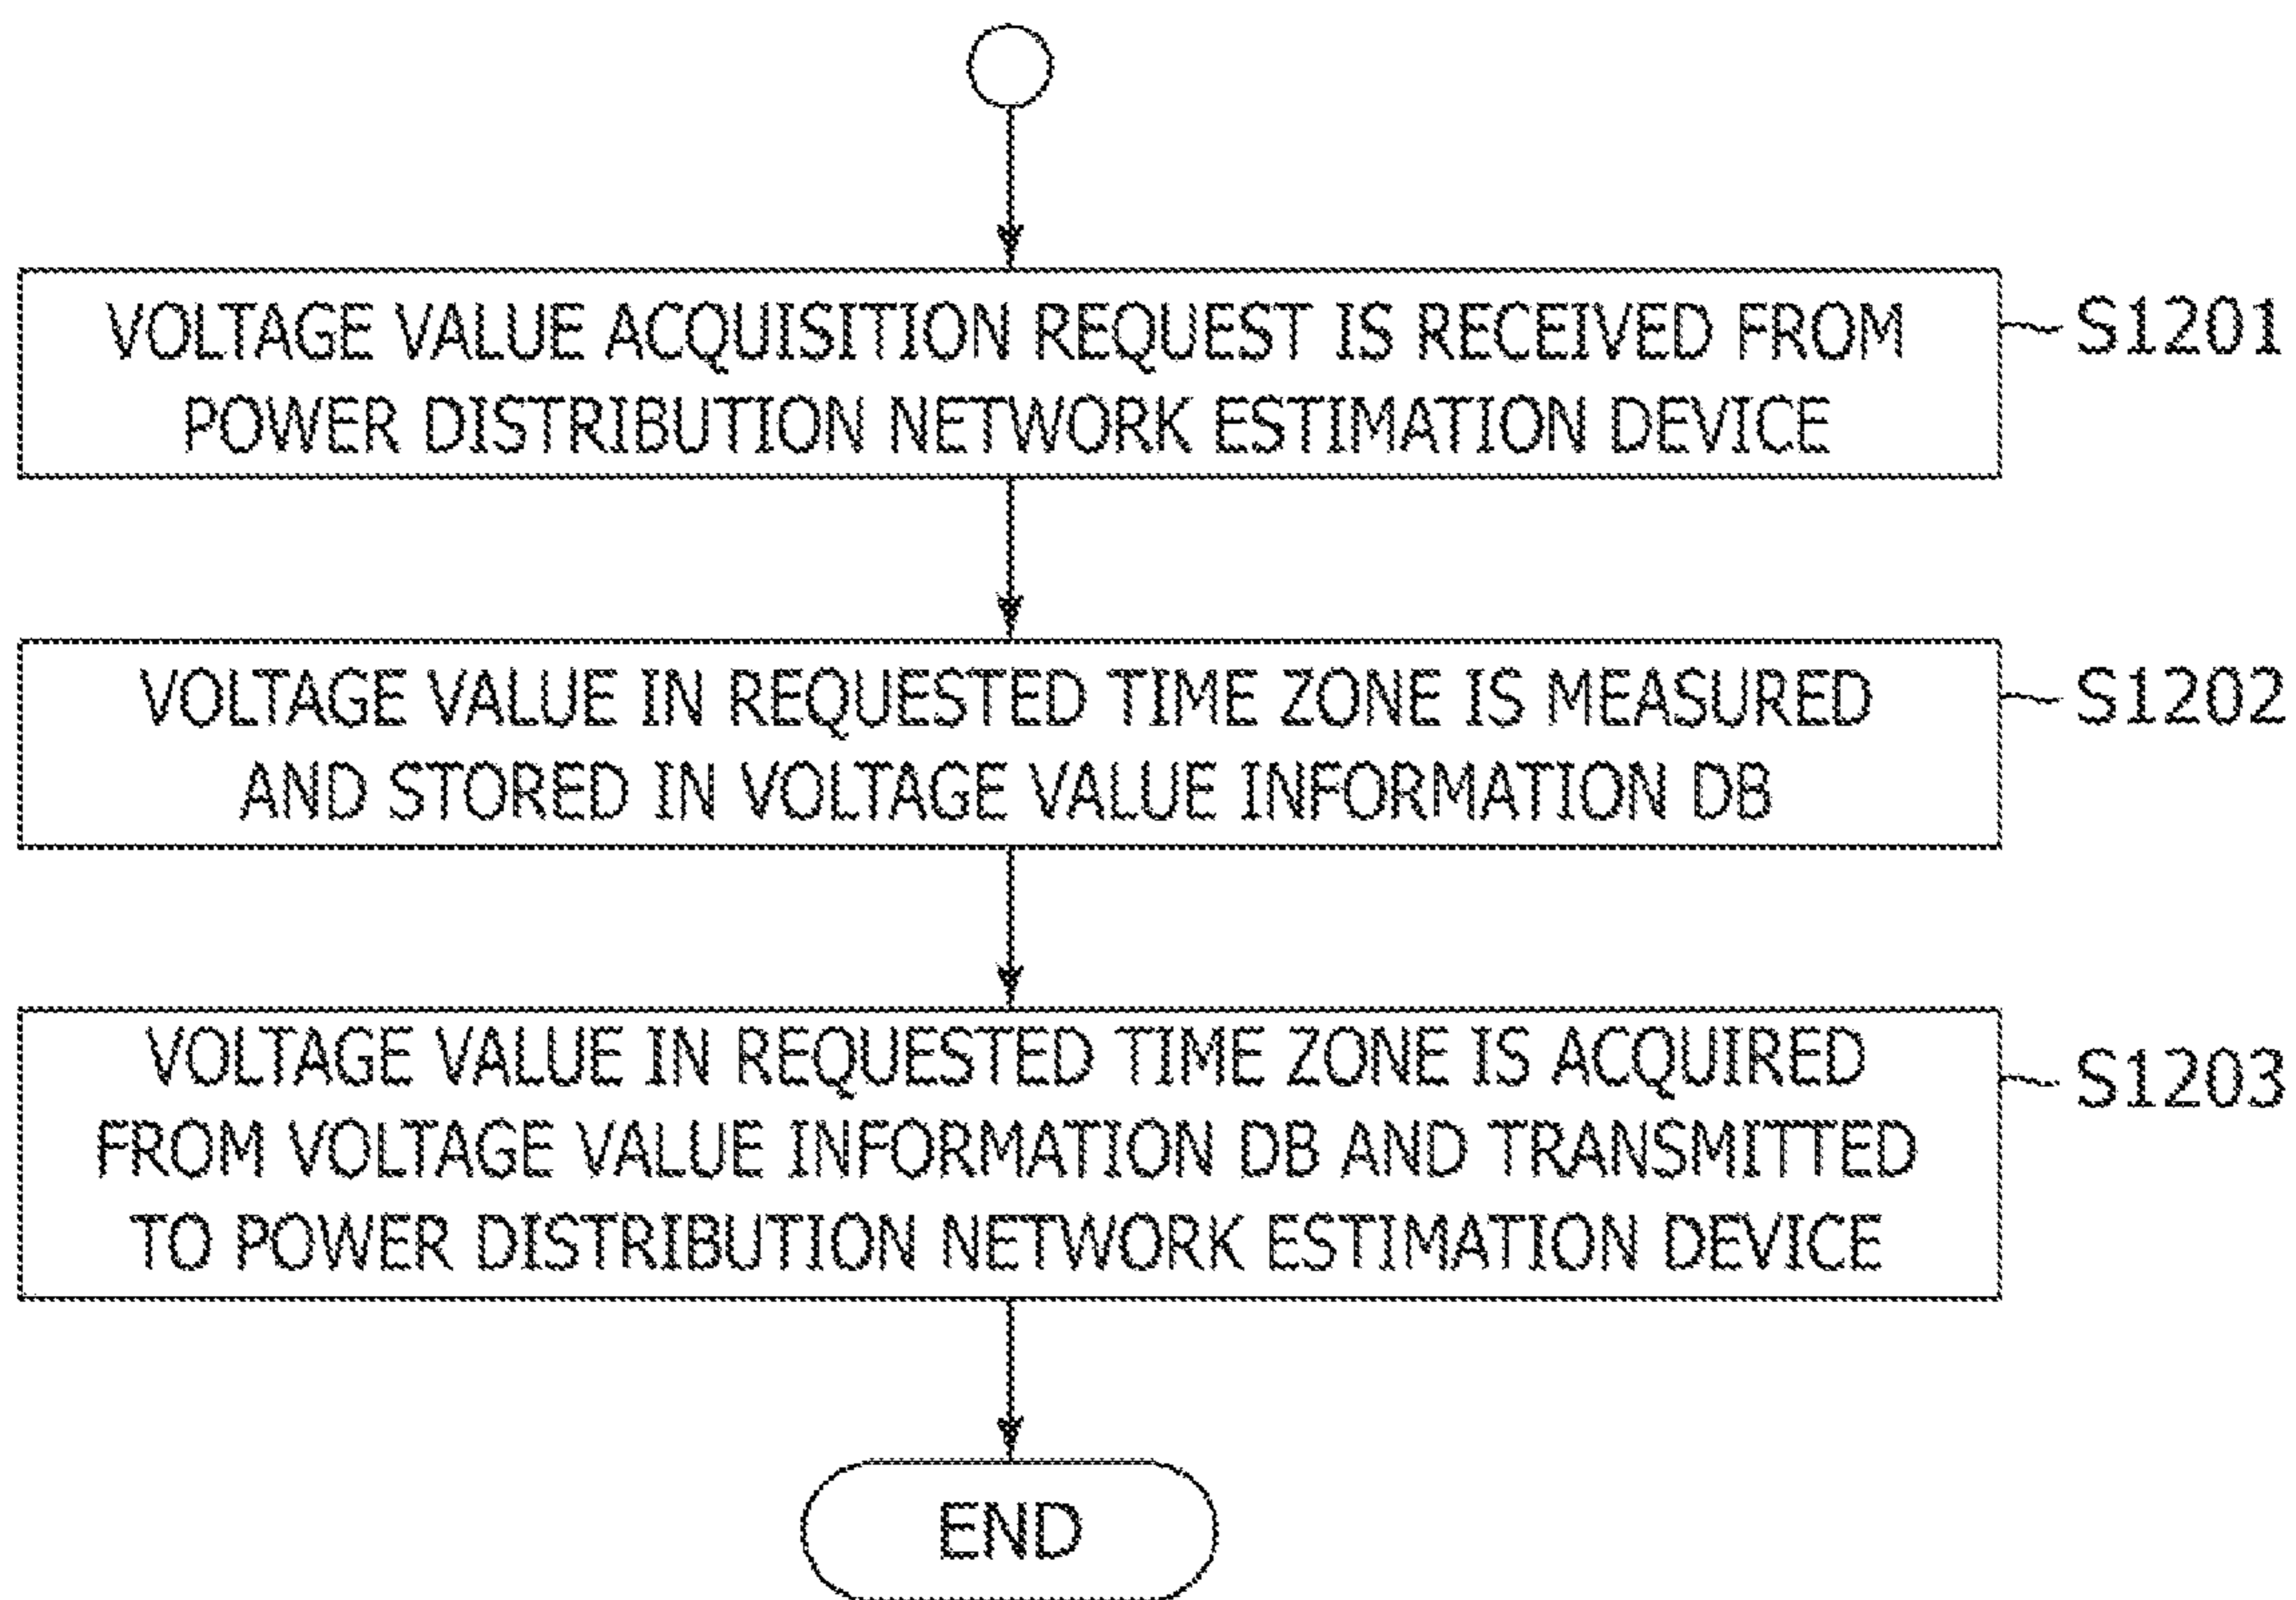 VOLTAGE VALUE ACQUISITION REQUEST IS RECEIVED FROM
POWER DISTRIBUTION NETWORK ESTIMATION DEVICE
S1201
VOLTAGE VALUE IN REQUESTED TIME ZONE IS MEASURED
AND STORED IN VOLTAGE VALUE INFORMATION DB
S1202
VOLTAGE VALUE IN REQUESTED TIME ZONE IS ACQUIRED
FROM VOLTAGE VALUE INFORMATION DB AND TRANSMITTED
TO POWER DISTRIBUTION NETWORK ESTIMATION DEVICE
S1203
END